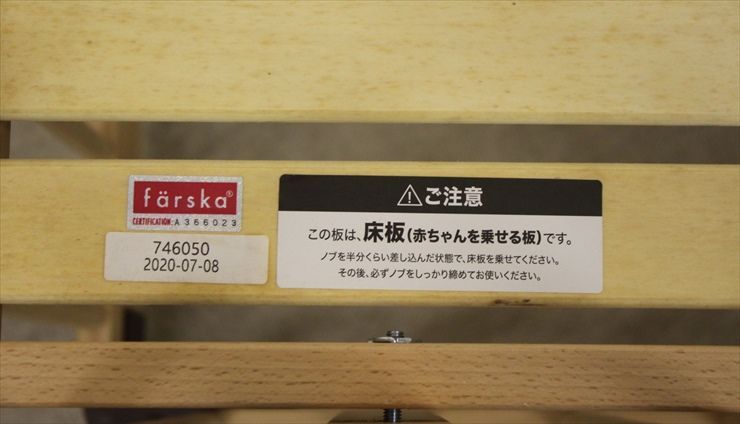 färska®
CERTIFICATION A 366023
746050
2020-07-08
⚠ご注意
この板は、床板(赤ちゃんを乗せる板)です。
ノブを半分くらい差し込んだ状態で、床板を乗せてください。
その後、必ずノブをしっかり締めてお使いください。